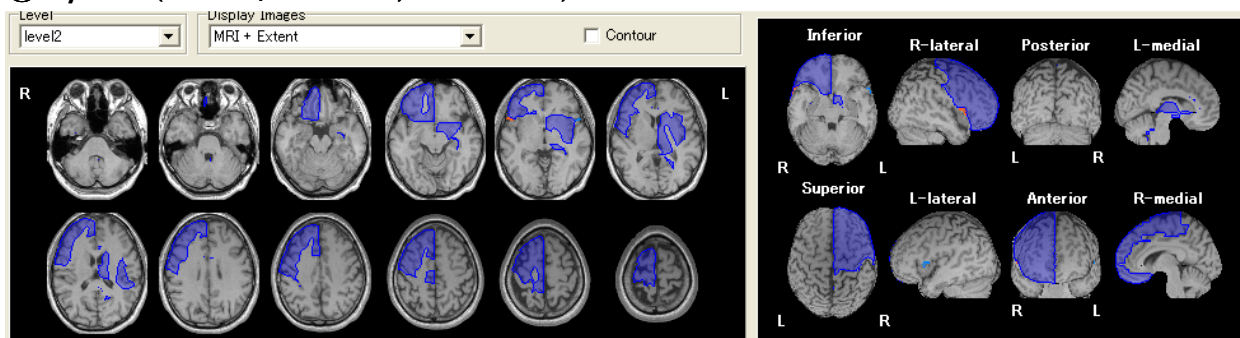 Level
Display Images
level2
MRI + Extent
Contour
R
L
Inferior
R-lateral
Posterior
L-medial
R
L
L
R
Superior
L-lateral
Anterior
R-medial
L
R
R
L